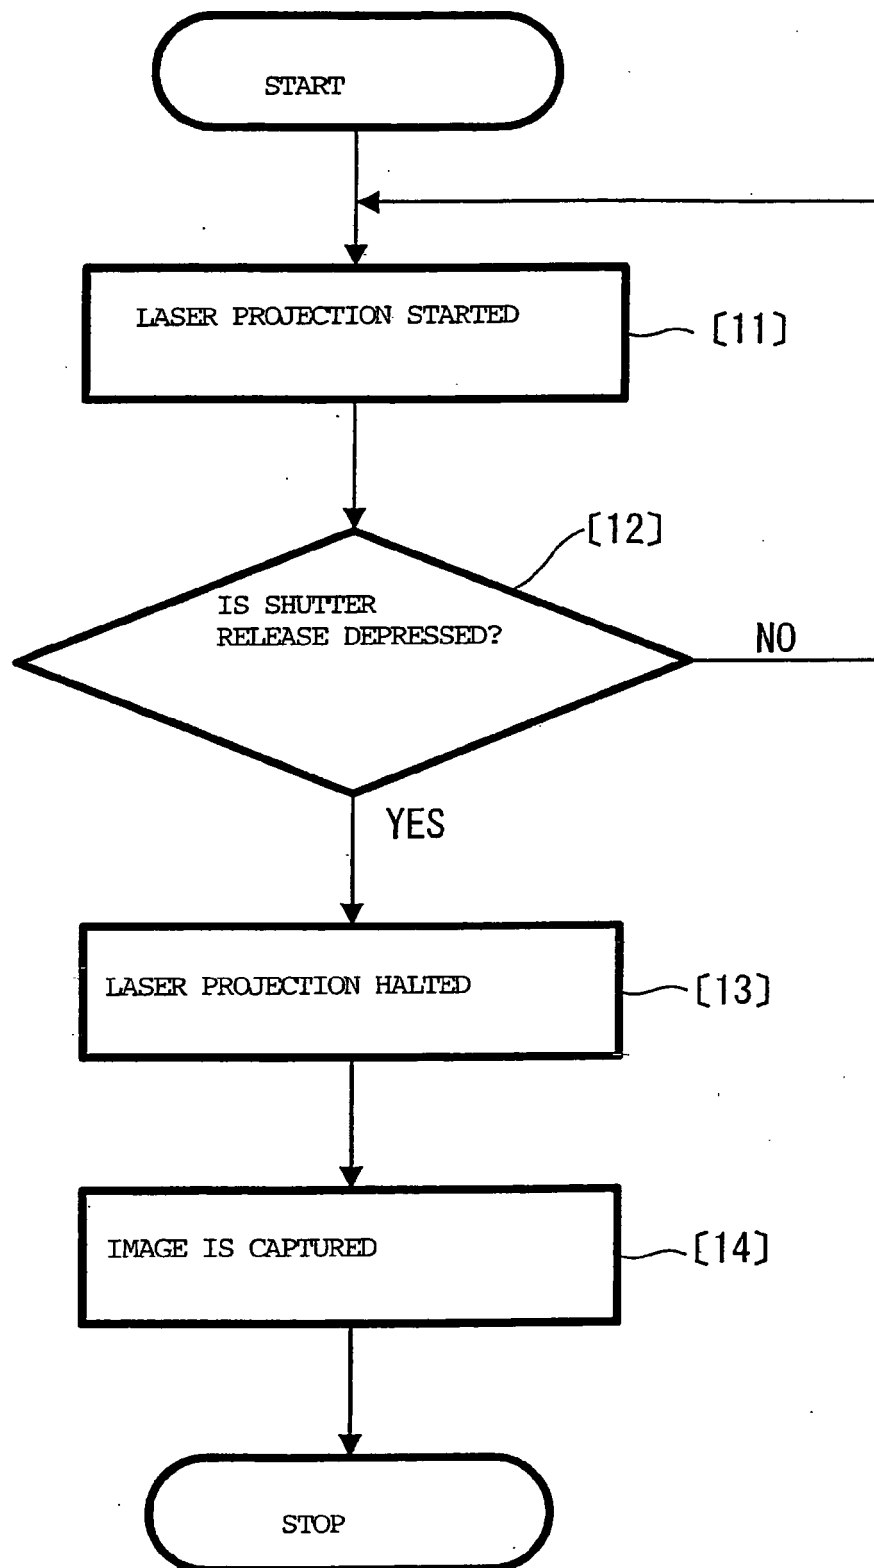 START
LASER PROJECTION STARTED
[11]
[12]
IS SHUTTER
RELEASE DEPRESSED?
NO
YES
LASER PROJECTION HALTED
[13]
IMAGE IS CAPTURED
[14]
STOP